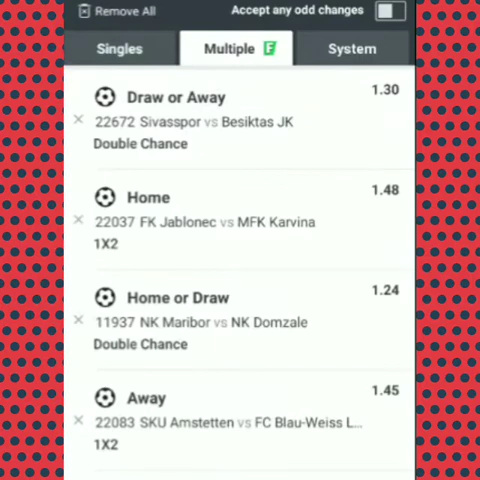 Remove All
Accept any odd changes
Singles
Multiple F
System
Draw or Away
1.30
22672 Sivasspor vs Besiktas JK
Double Chance
Home
1.48
22037 FK Jablonec vs MFK Karvina
1X2
Home or Draw
1.24
11937 NK Maribor vs NK Domzale
Double Chance
Away
1.45
22083 SKU Amstetten vs FC Blau-Weiss L...
1X2